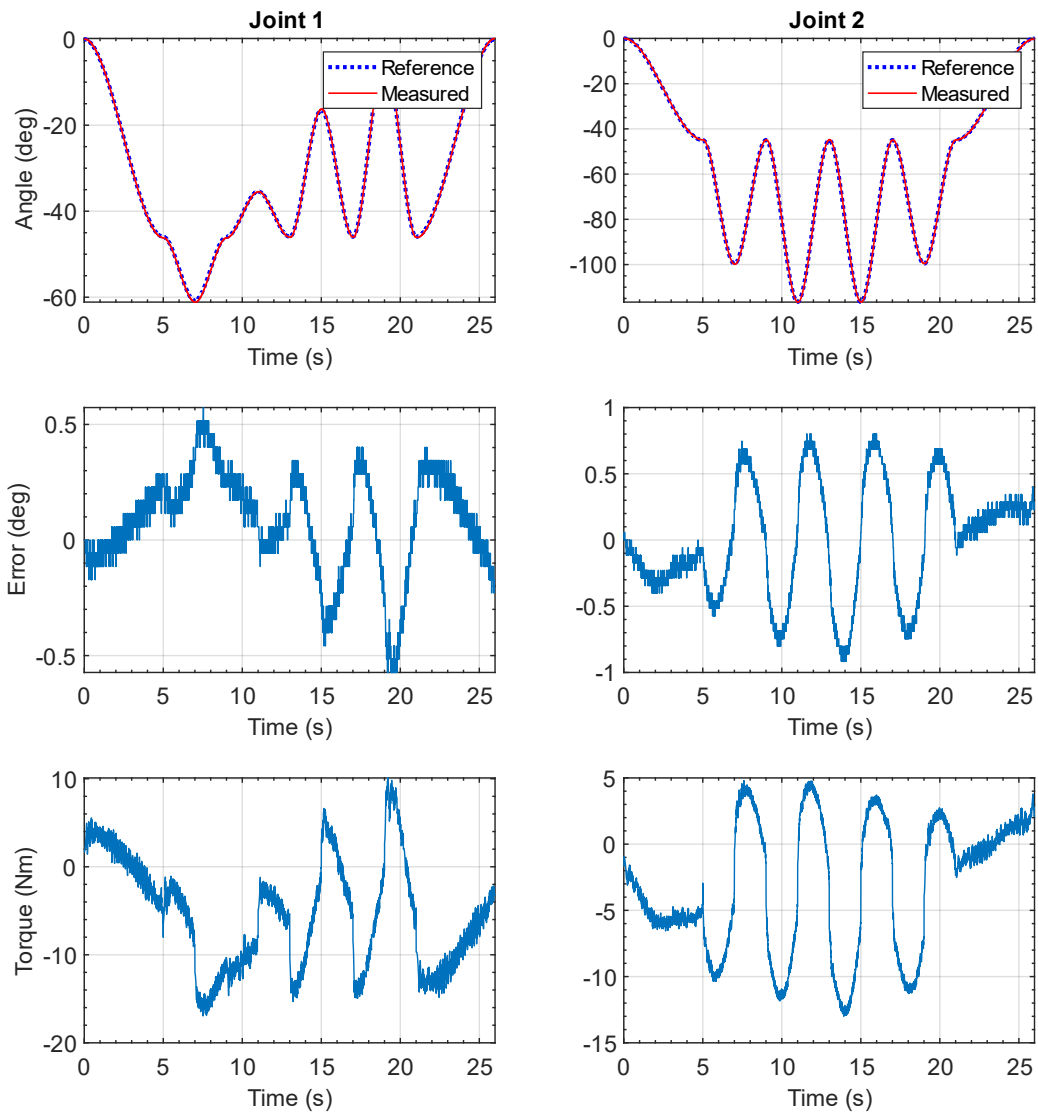 Joint 1
Joint 2
0
-20
-40
-60
Angle (deg)
Reference
Measured
0 5 10 15 20 25
Time (s)
0
-20
-40
-60
-80
-100
Reference
Measured
0 5 10 15 20 25
Time (s)
0.5
0
-0.5
Error (deg)
0 5 10 15 20 25
Time (s)
1
0.5
0
-0.5
-1
0 5 10 15 20 25
Time (s)
10
0
-10
-20
Torque (Nm)
0 5 10 15 20 25
Time (s)
5
0
-5
-10
-15
0 5 10 15 20 25
Time (s)